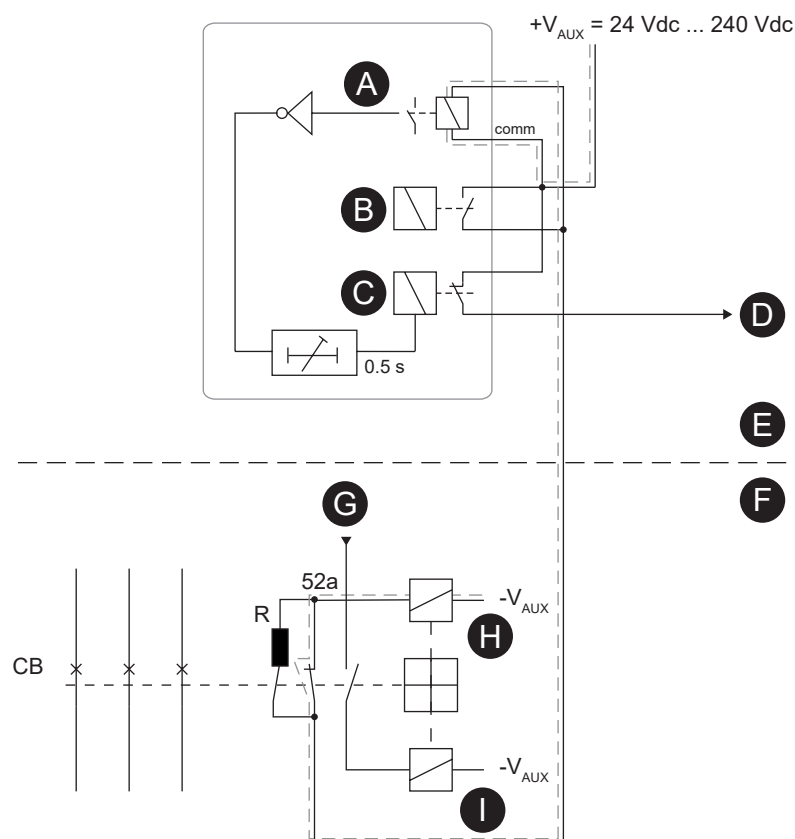 +VAUX = 24 Vdc ... 240 Vdc
A
comm
B
C
D
0.5 s
E
F
G
52a
-VAUX
R
H
CB
-VAUX
I